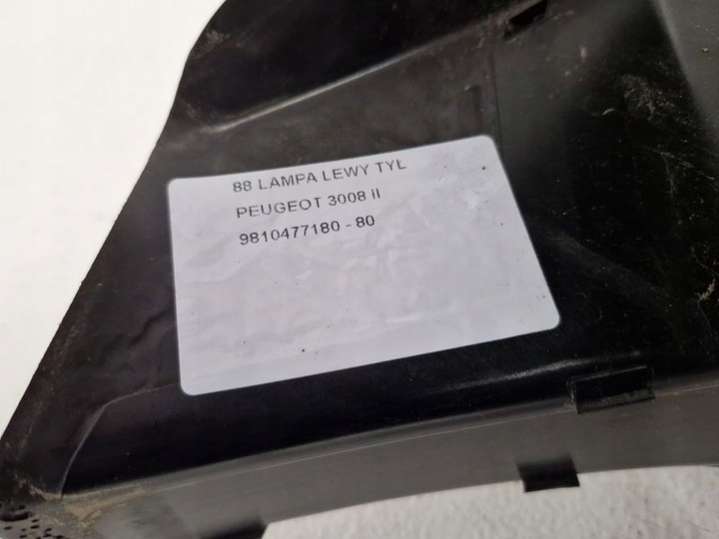 88 LAMPA LEWY TYŁ
PEUGEOT 3008 II
9810477180 - 80